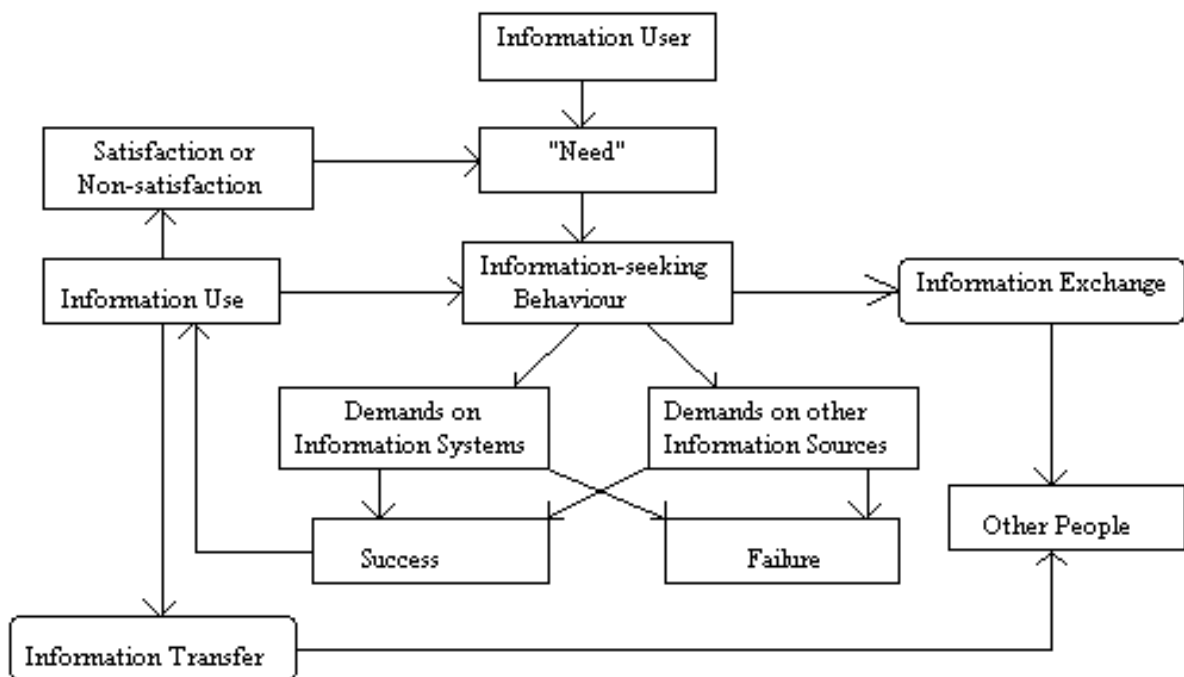 Information User
"Need"
Satisfaction or
Non-satisfaction
Information-seeking
Behaviour
Information Use
Information Exchange
Demands on
Information Systems
Demands on other
Information Sources
Success
Failure
Other People
Information Transfer